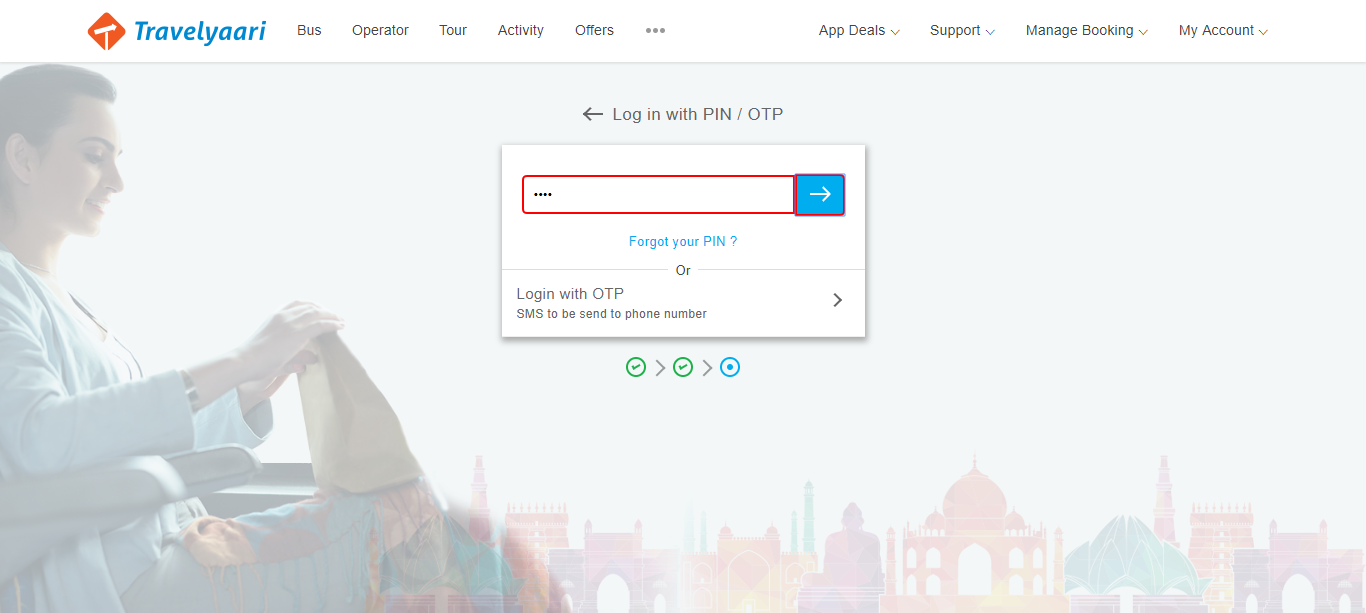 Travelyaari Bus Operator Tour Activity Offers ••• App Deals Support Manage Booking My Account
Log in with PIN / OTP
••••
Forgot your PIN ?
Or
Login with OTP
SMS to be send to phone number